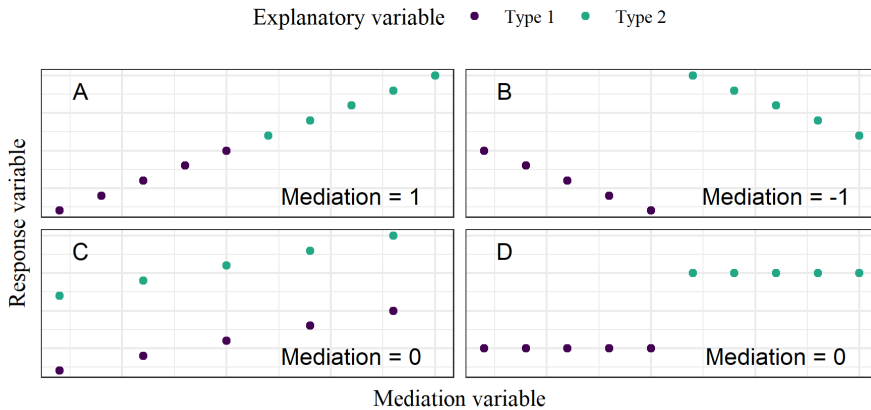 Explanatory variable Type 1 Type 2
A
Mediation = 1
B
Mediation = -1
C
Mediation = 0
D
Mediation = 0
Response variable
Mediation variable